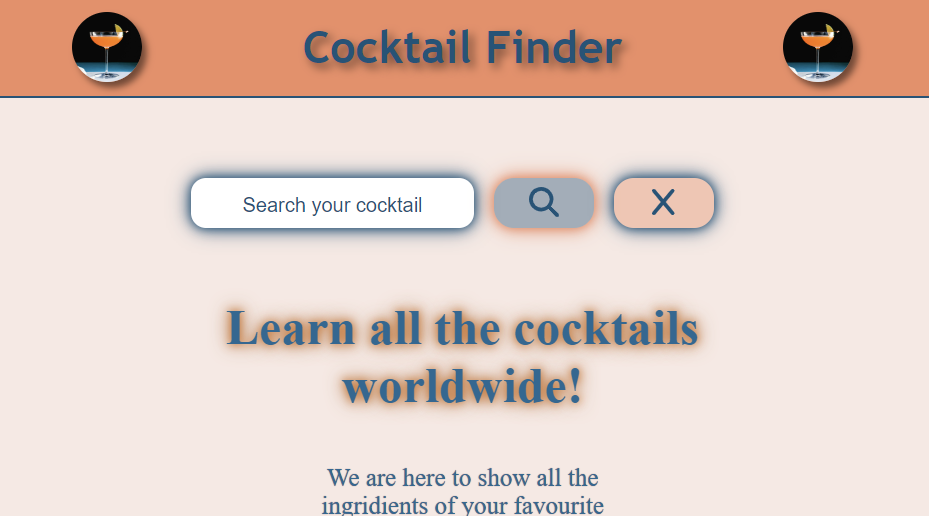 Cocktail Finder
Search your cocktail
Learn all the cocktails
worldwide!
We are here to show all the
ingridients of your favourite